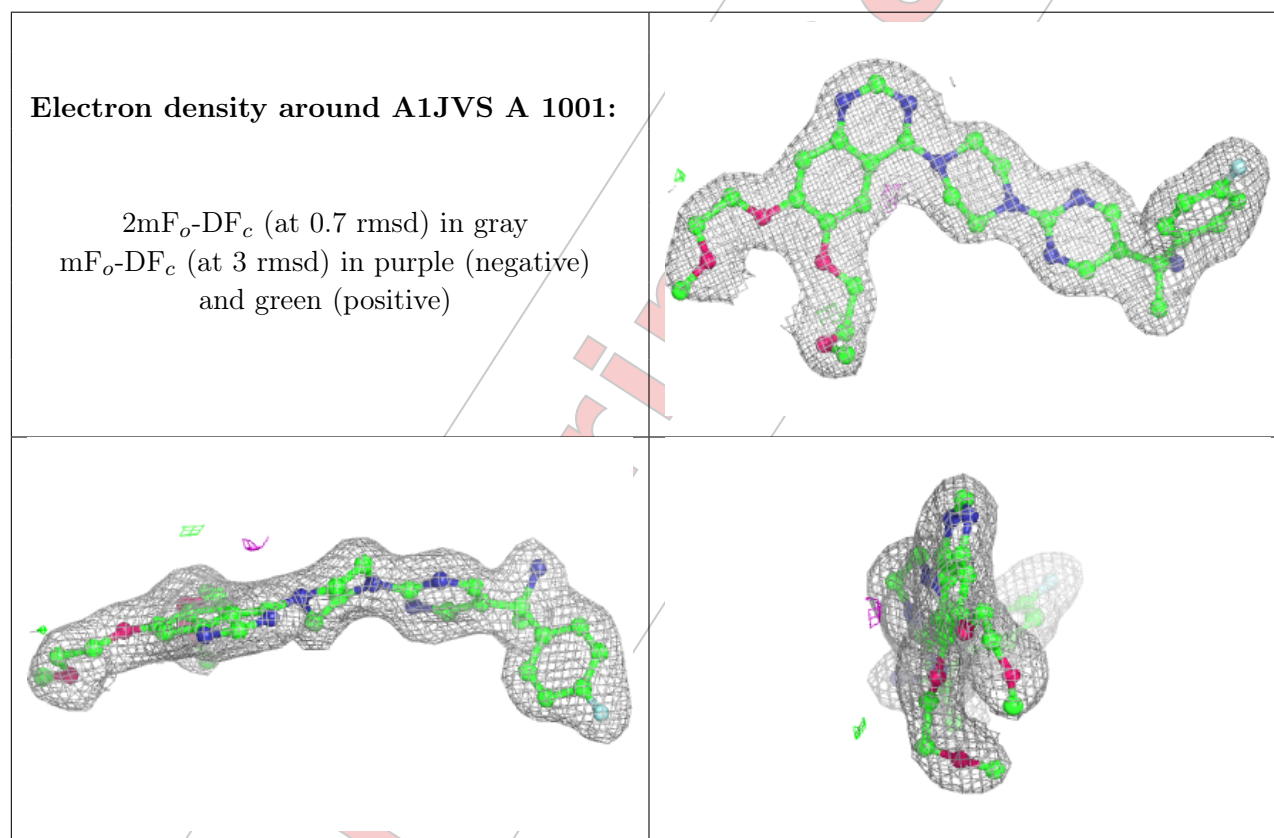 Electron density around A1JVS A 1001:
2mFₒ-DF𝒸 (at 0.7 rmsd) in gray
mFₒ-DF𝒸 (at 3 rmsd) in purple (negative)
and green (positive)